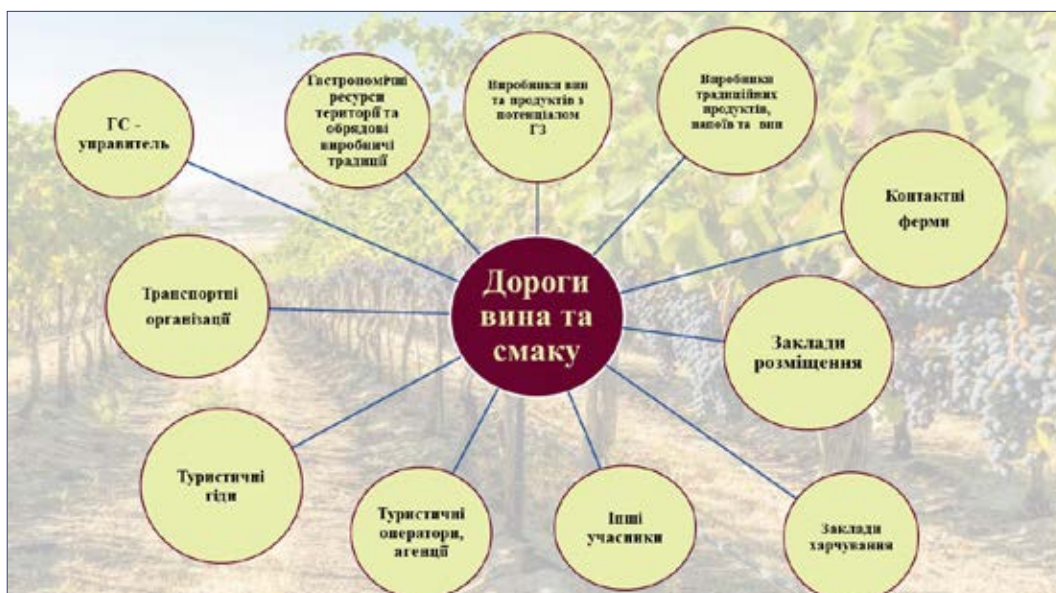 ГС -
управитель
Гастрономічні
ресурси
території та
обрядові
виробничі
традиції
Виробники вин
та продуктів з
потенціалом
ГЗ
Виробники
традиційних
продуктів,
напоїв та вин
Контактні
ферми
Дороги
вина та
смаку
Транспортні
організації
Заклади
розміщення
Туристичні
гіди
Туристичні
оператори,
агенції
Інші
учасники
Заклади
харчування